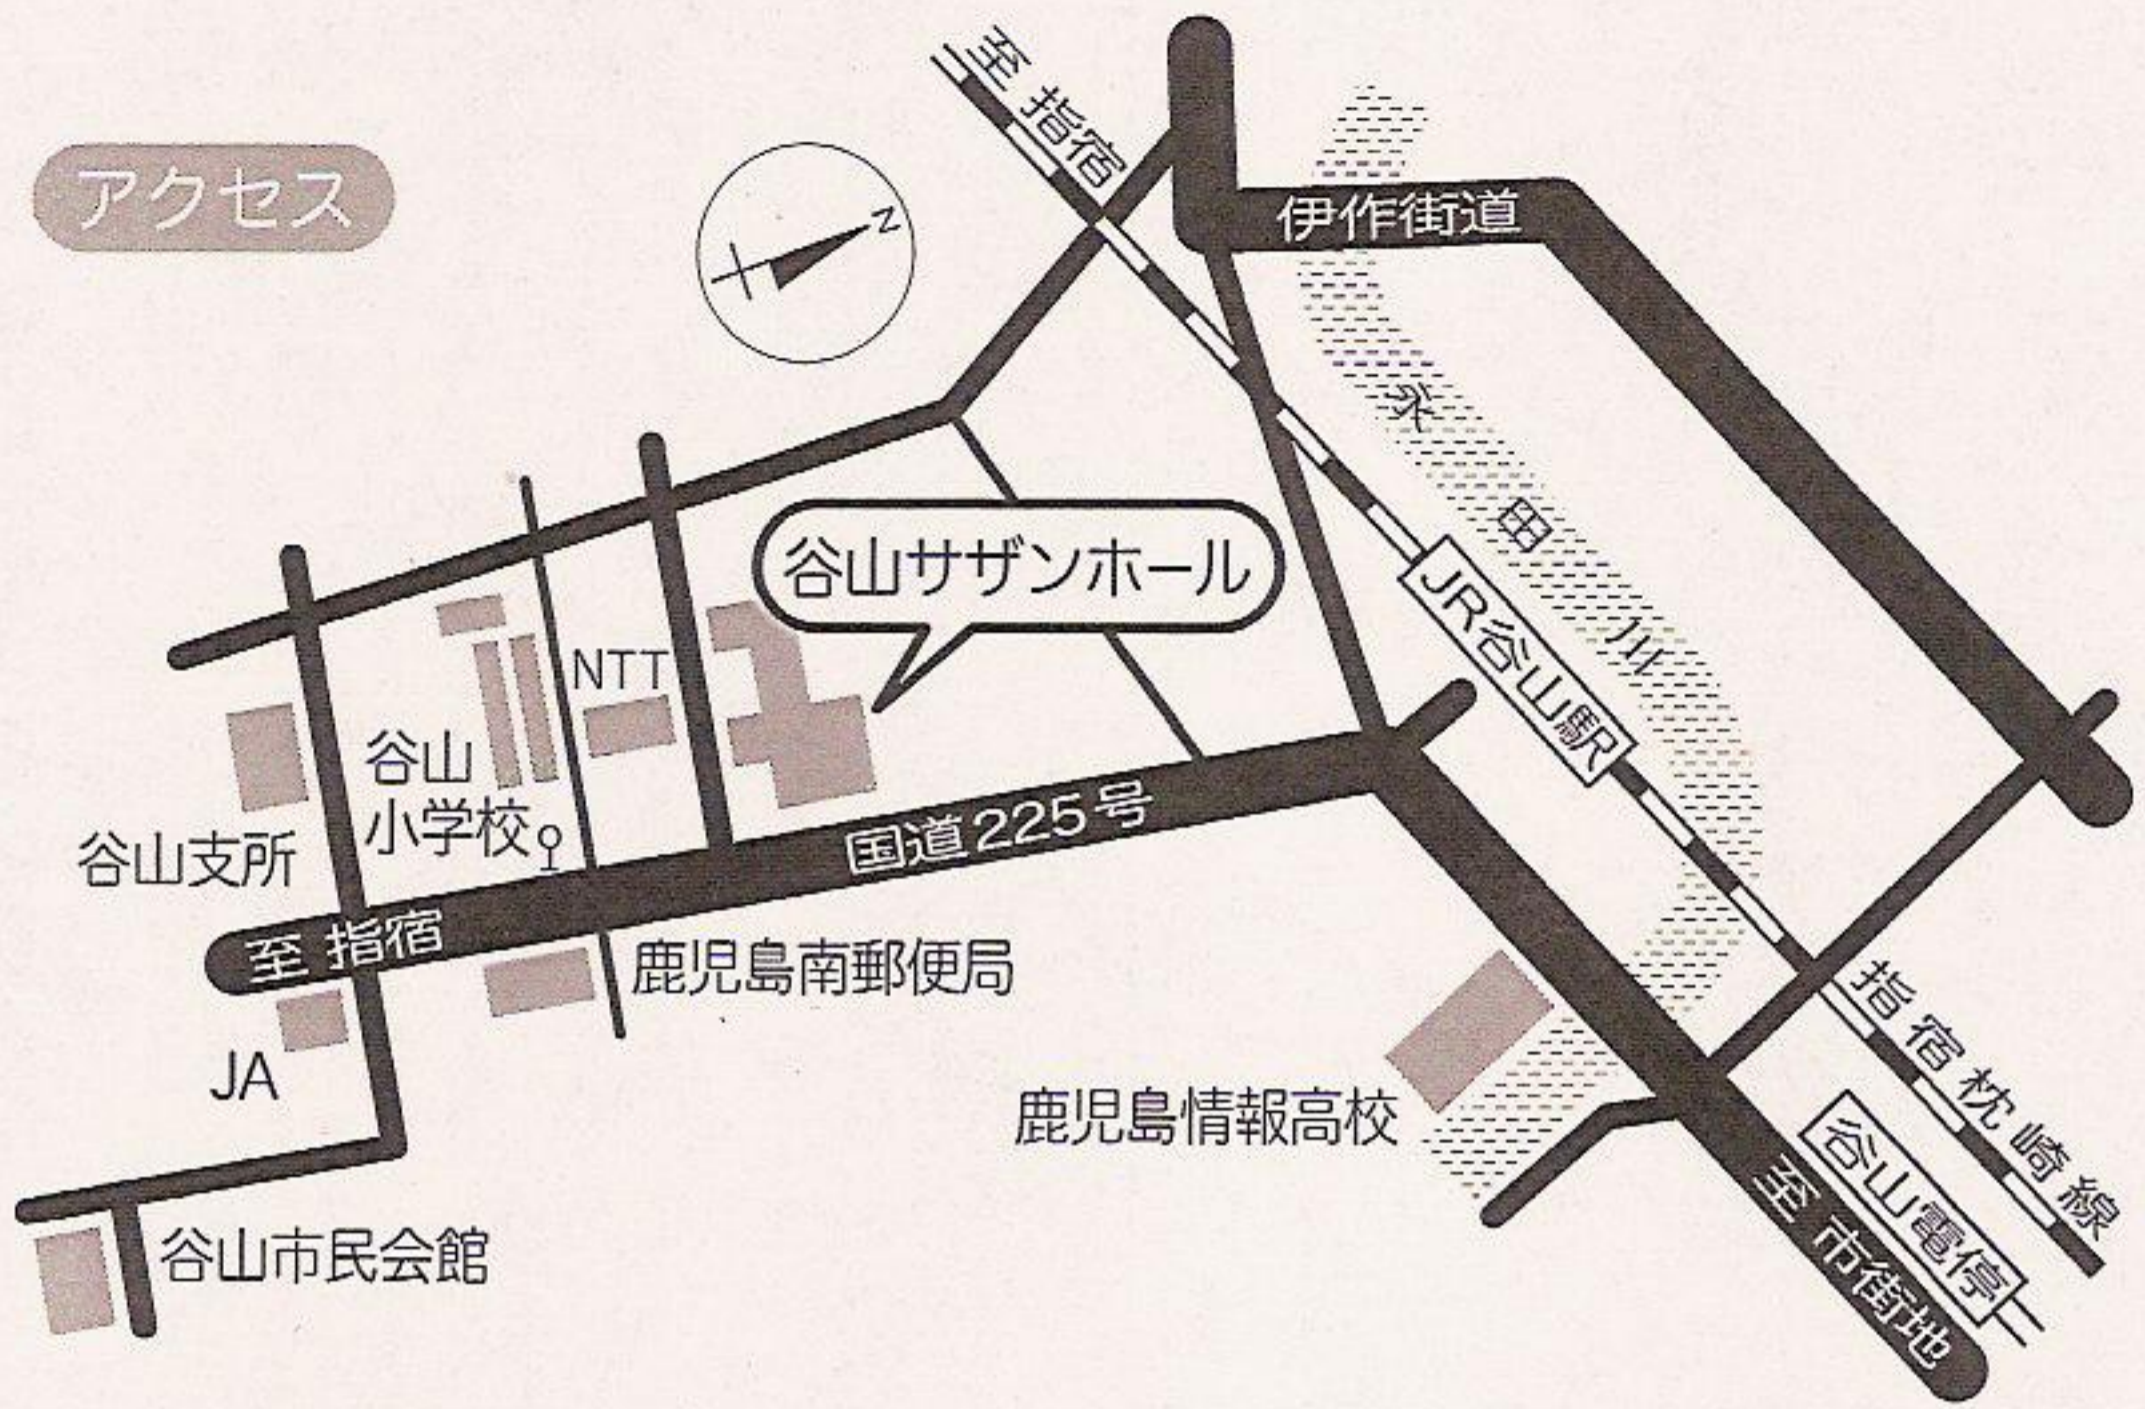 アクセス
至 指宿
N
伊作街道
永田川
谷山サザンホール
JR谷山駅
NTT
谷山
小学校
谷山支所
国道225号
至 指宿
鹿児島南郵便局
JA
鹿児島情報高校
指宿枕崎線
谷山電停
至 市街地
谷山市民会館